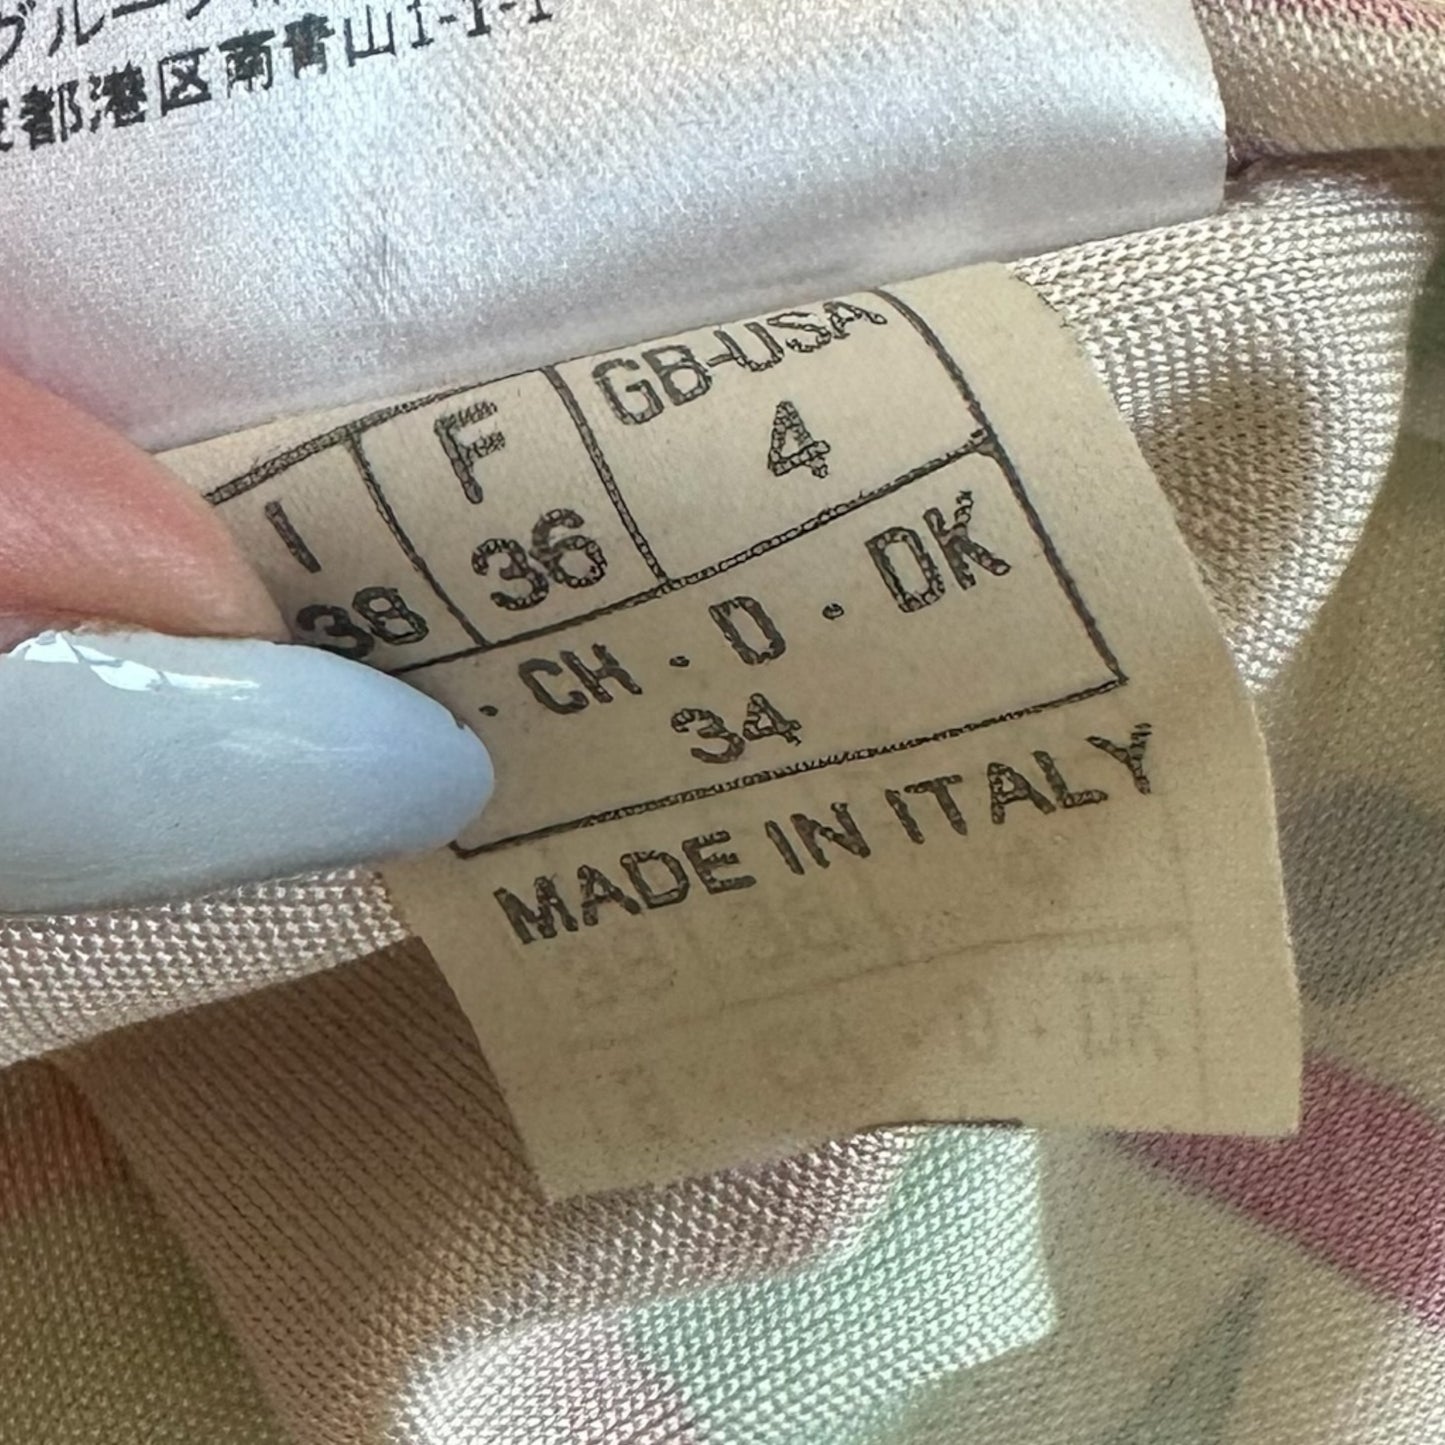 グルー
都港区南青山1-1-1
I F GB-USA
38 36 4
· CH · D · DK
34
MADE IN ITALY